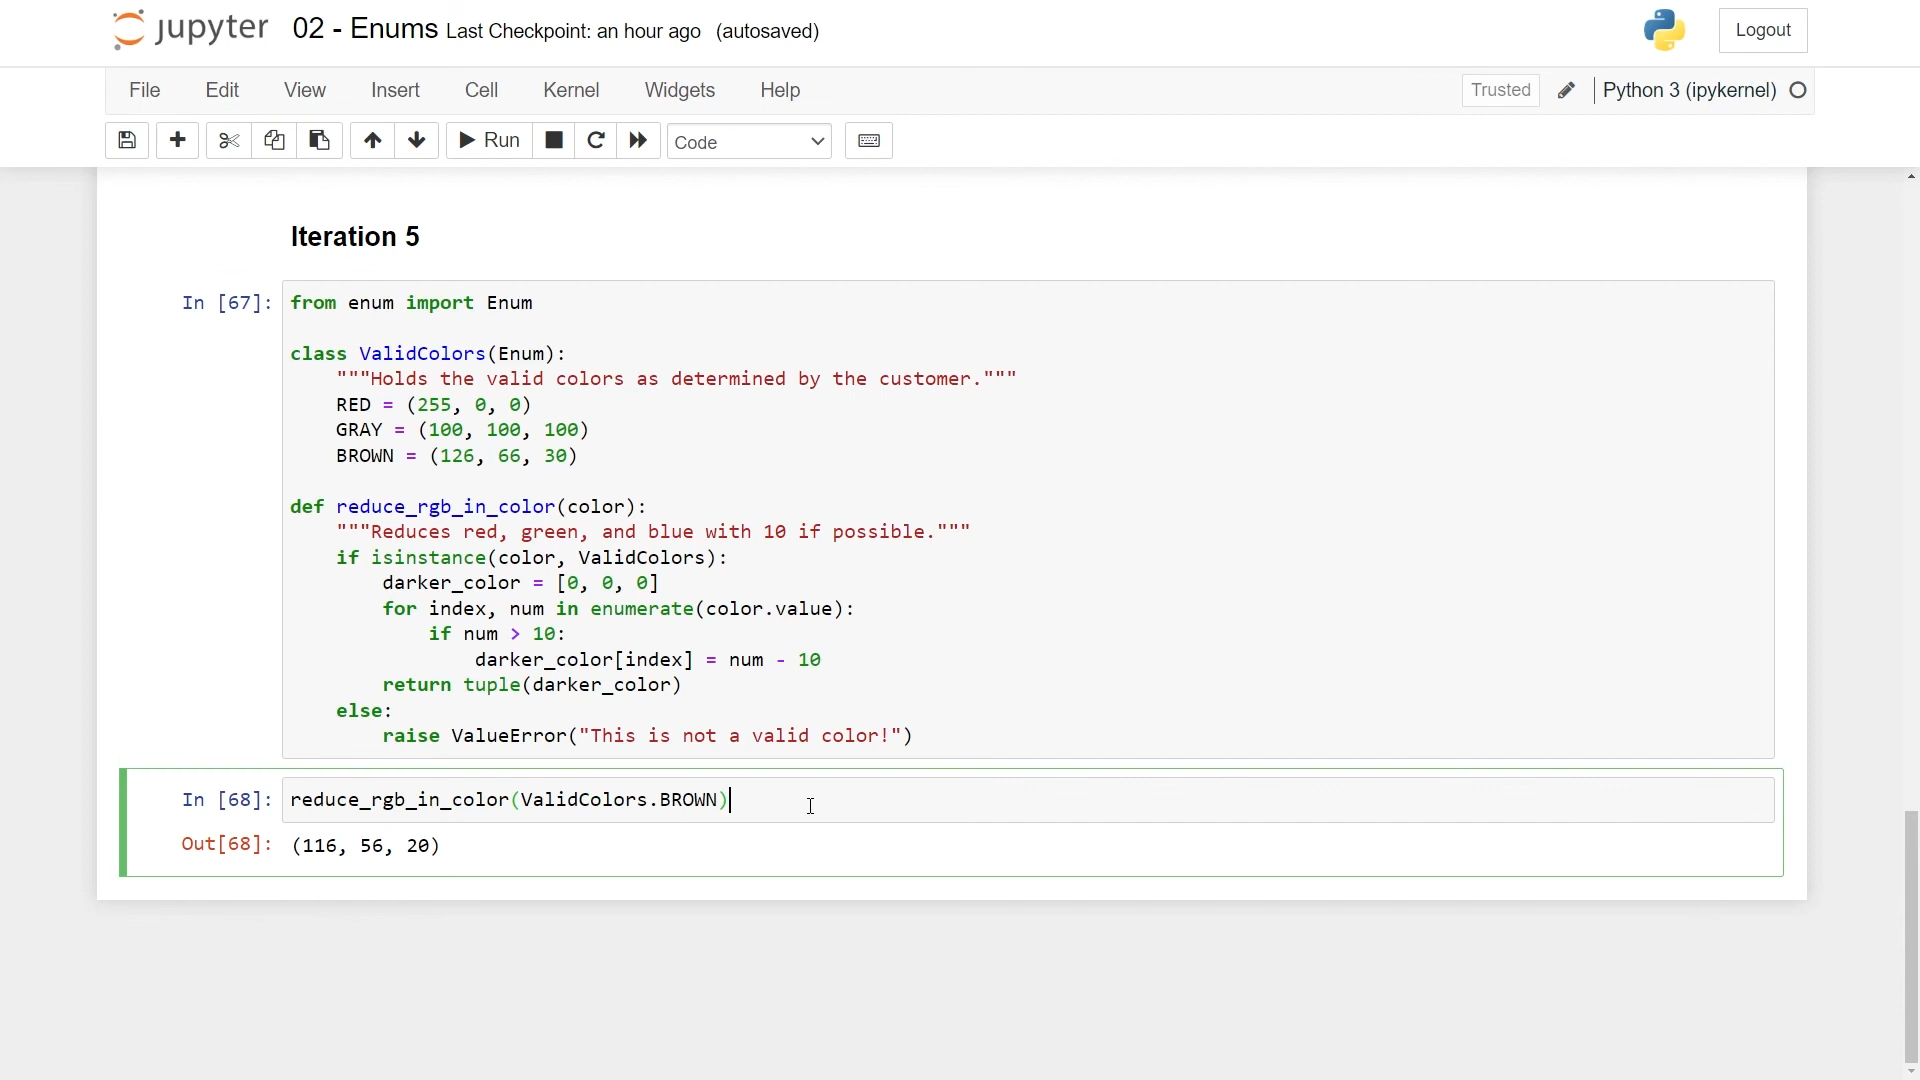 jupyter 02 - Enums Last Checkpoint: an hour ago (autosaved) Logout
File Edit View Insert Cell Kernel Widgets Help Trusted Python 3 (ipykernel)
Run Code
Iteration 5
In [67]: from enum import Enum
class ValidColors(Enum):
    """Holds the valid colors as determined by the customer."""
    RED = (255, 0, 0)
    GRAY = (100, 100, 100)
    BROWN = (126, 66, 30)
def reduce_rgb_in_color(color):
    """Reduces red, green, and blue with 10 if possible."""
    if isinstance(color, ValidColors):
        darker_color = [0, 0, 0]
        for index, num in enumerate(color.value):
            if num > 10:
                darker_color[index] = num - 10
        return tuple(darker_color)
    else:
        raise ValueError("This is not a valid color!")
In [68]: reduce_rgb_in_color(ValidColors.BROWN)
Out[68]: (116, 56, 20)